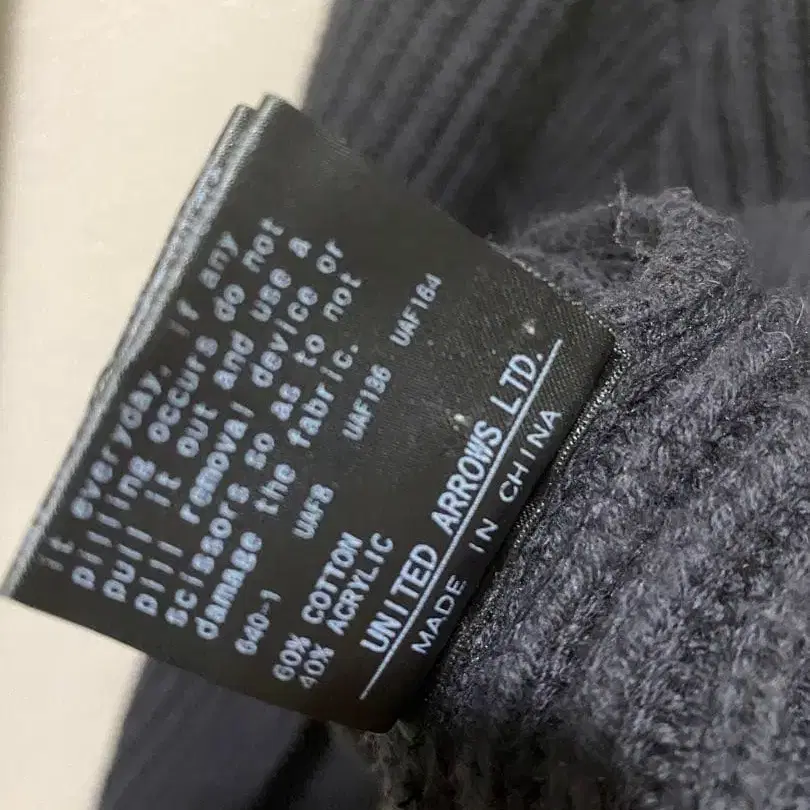 it everyday. If any
pilling occurs do not
pull it out and use a
pill removal device or
scissors so as to not
damage the fabric.
640-1 UAF8 UAF136 UAF164
60% COTTON
40% ACRYLIC
UNITED ARROWS LTD.
MADE IN CHINA